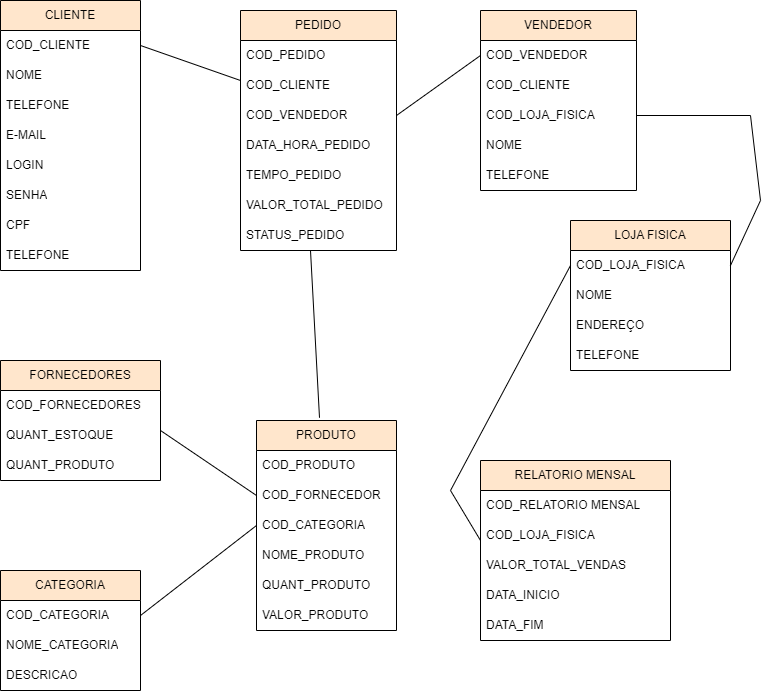 CLIENTE
COD_CLIENTE
NOME
TELEFONE
E-MAIL
LOGIN
SENHA
CPF
TELEFONE
PEDIDO
COD_PEDIDO
COD_CLIENTE
COD_VENDEDOR
DATA_HORA_PEDIDO
TEMPO_PEDIDO
VALOR_TOTAL_PEDIDO
STATUS_PEDIDO
VENDEDOR
COD_VENDEDOR
COD_CLIENTE
COD_LOJA_FISICA
NOME
TELEFONE
LOJA FISICA
COD_LOJA_FISICA
NOME
ENDEREÇO
TELEFONE
FORNECEDORES
COD_FORNECEDORES
QUANT_ESTOQUE
QUANT_PRODUTO
PRODUTO
COD_PRODUTO
COD_FORNECEDOR
COD_CATEGORIA
NOME_PRODUTO
QUANT_PRODUTO
VALOR_PRODUTO
RELATORIO MENSAL
COD_RELATORIO MENSAL
COD_LOJA_FISICA
VALOR_TOTAL_VENDAS
DATA_INICIO
DATA_FIM
CATEGORIA
COD_CATEGORIA
NOME_CATEGORIA
DESCRICAO